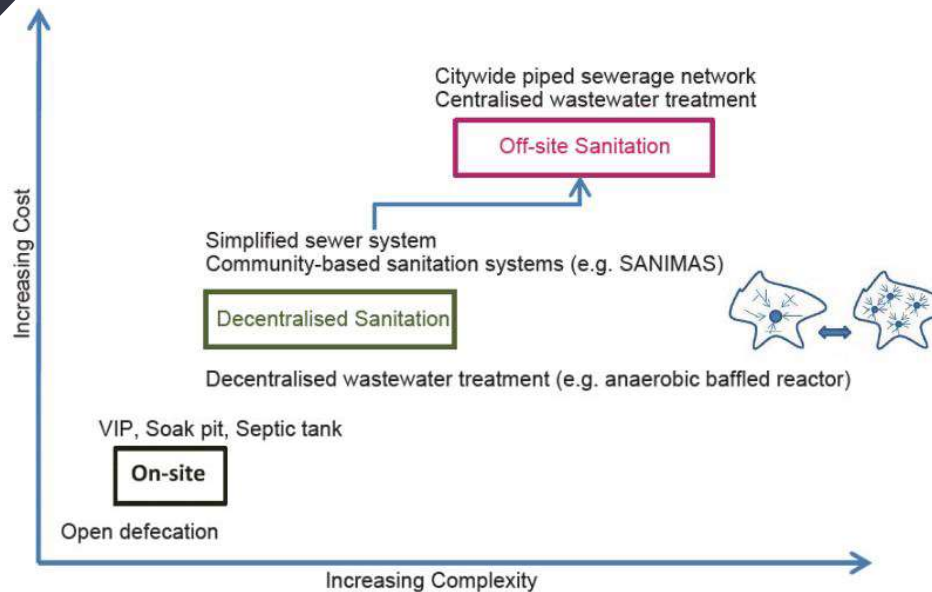 Citywide piped sewerage network
Centralised wastewater treatment
Off-site Sanitation
Increasing Cost
Simplified sewer system
Community-based sanitation systems (e.g. SANIMAS)
Decentralised Sanitation
Decentralised wastewater treatment (e.g. anaerobic baffled reactor)
VIP, Soak pit, Septic tank
On-site
Open defecation
Increasing Complexity